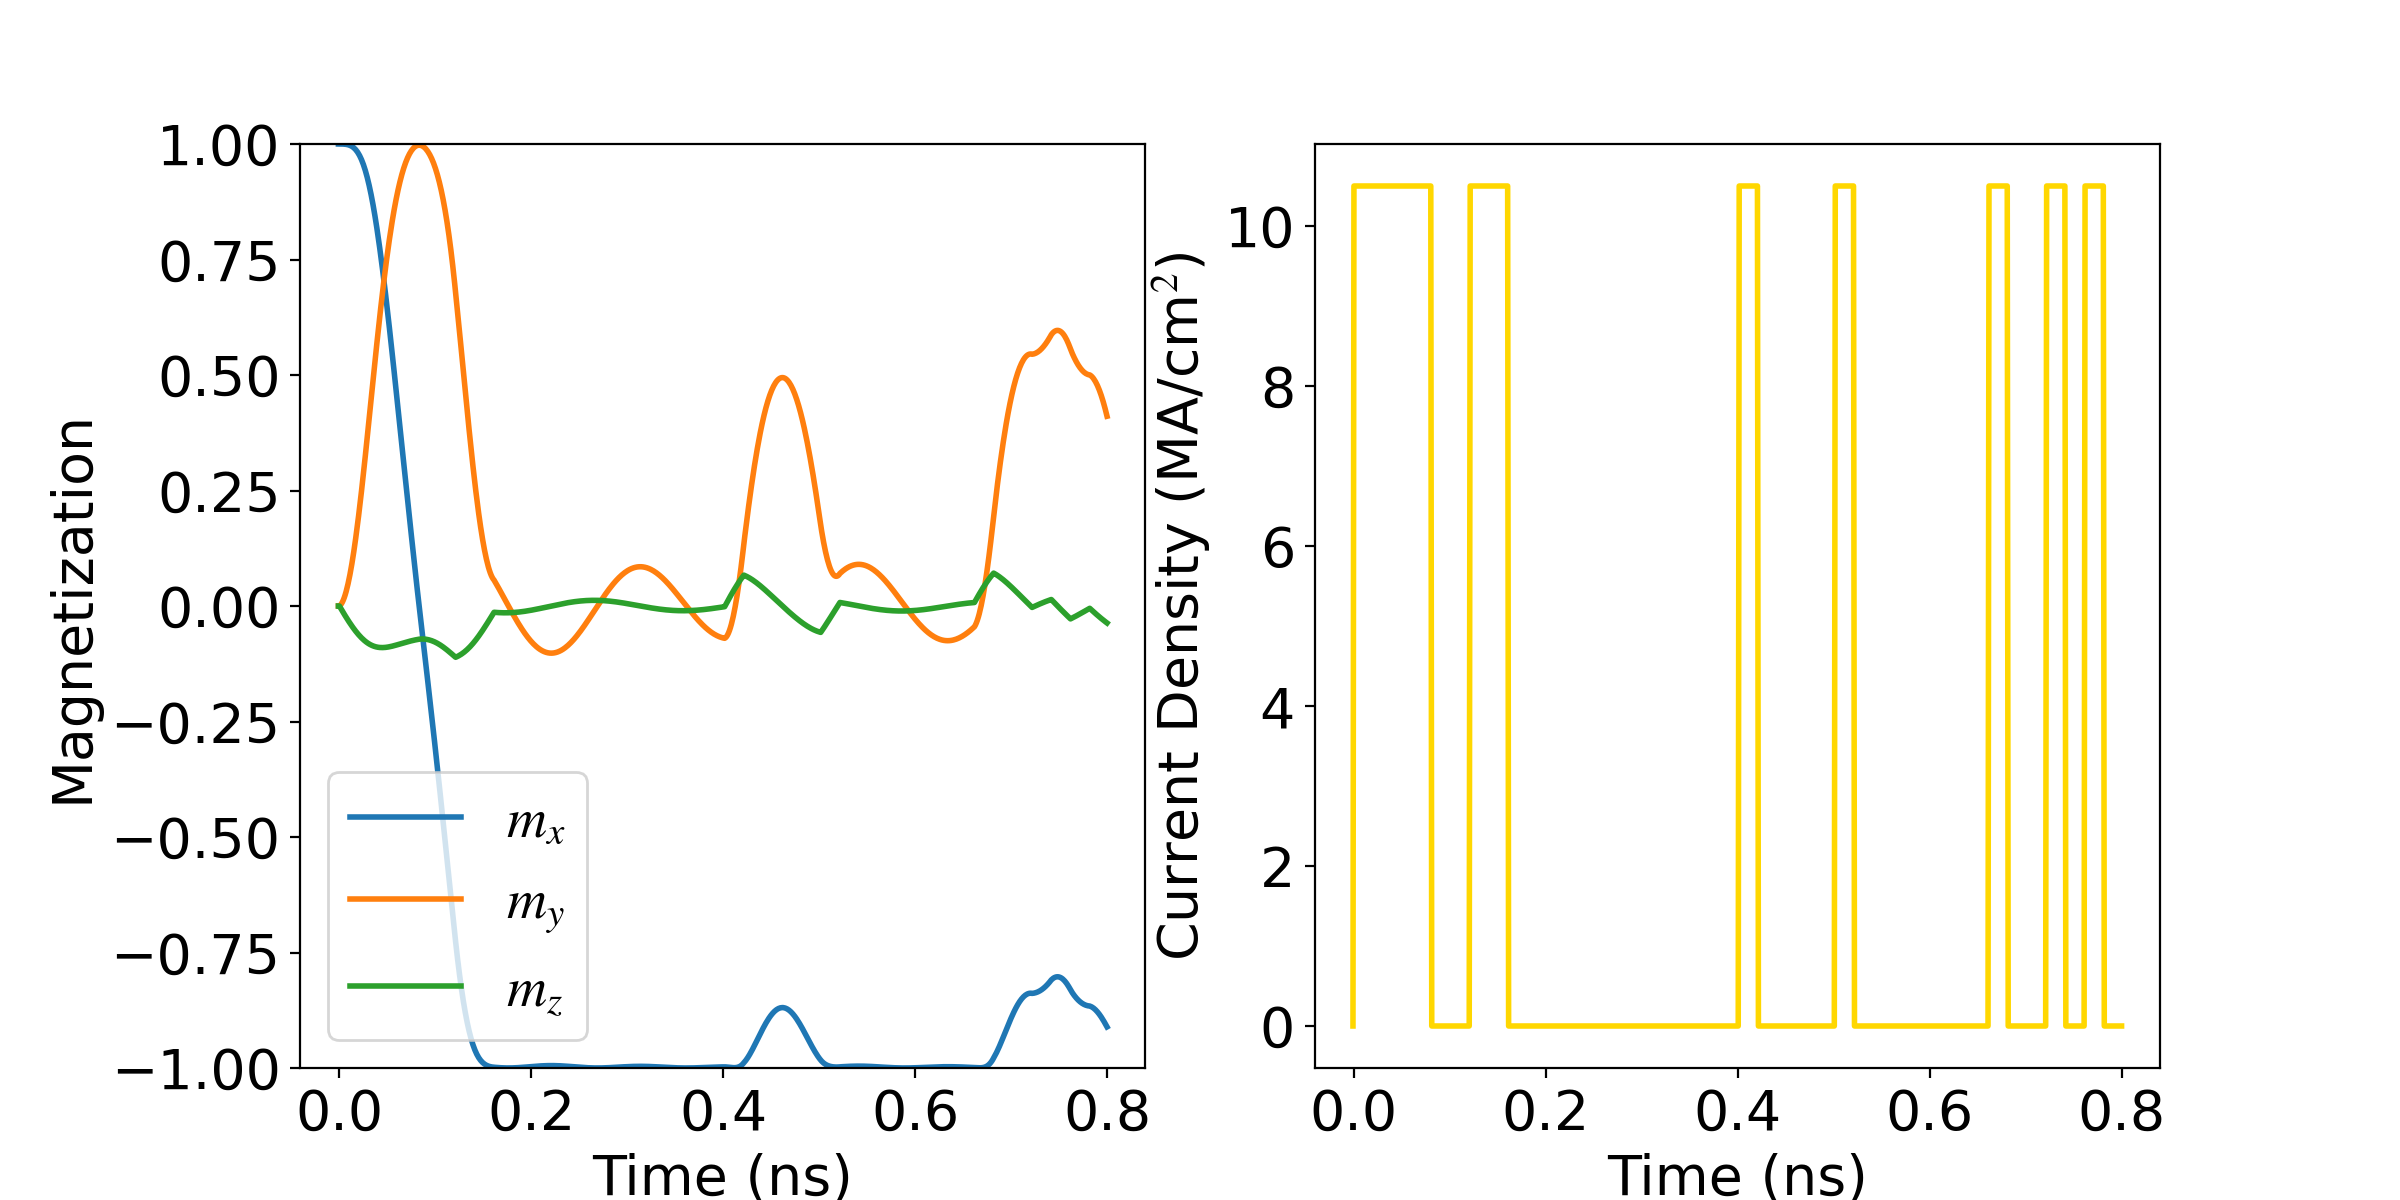 Magnetization
1.00
0.75
0.50
0.25
0.00
−0.25
−0.50
−0.75
−1.00
m_x
m_y
m_z
0.0 0.2 0.4 0.6 0.8
Time (ns)
Current Density (MA/cm²)
10
8
6
4
2
0
0.0 0.2 0.4 0.6 0.8
Time (ns)